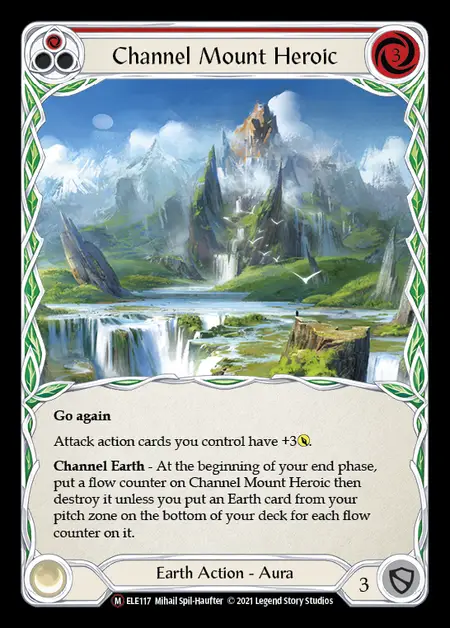 Channel Mount Heroic
3
Go again
Attack action cards you control have +3.
Channel Earth - At the beginning of your end phase,
put a flow counter on Channel Mount Heroic then
destroy it unless you put an Earth card from your
pitch zone on the bottom of your deck for each flow
counter on it.
Earth Action - Aura
3
M ELE117 Mihail Spil-Haufter © 2021 Legend Story Studios